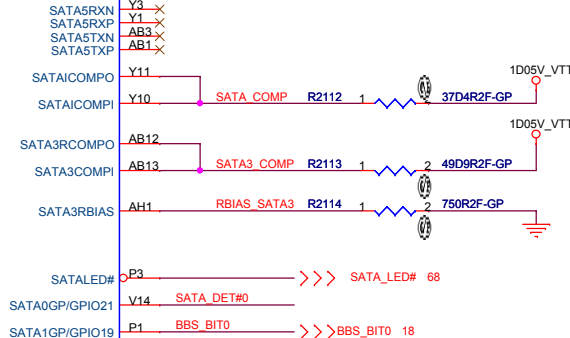 SATA5RXN Y3
SATA5RXP Y1
SATA5TXN AB3
SATA5TXP AB1
1D05V_VTT
SATAICOMPO Y11
SATAICOMPI Y10 SATA_COMP R2112 1 2 37D4R2F-GP
1D05V_VTT
SATA3RCOMPO AB12
SATA3COMPI AB13 SATA3_COMP R2113 1 2 49D9R2F-GP
SATA3RBIAS AH1 RBIAS_SATA3 R2114 1 2 750R2F-GP
SATALED# P3 SATA_LED# 68
SATA0GP/GPIO21 V14 SATA_DET#0
SATA1GP/GPIO19 P1 BBS_BIT0 BBS_BIT0 18